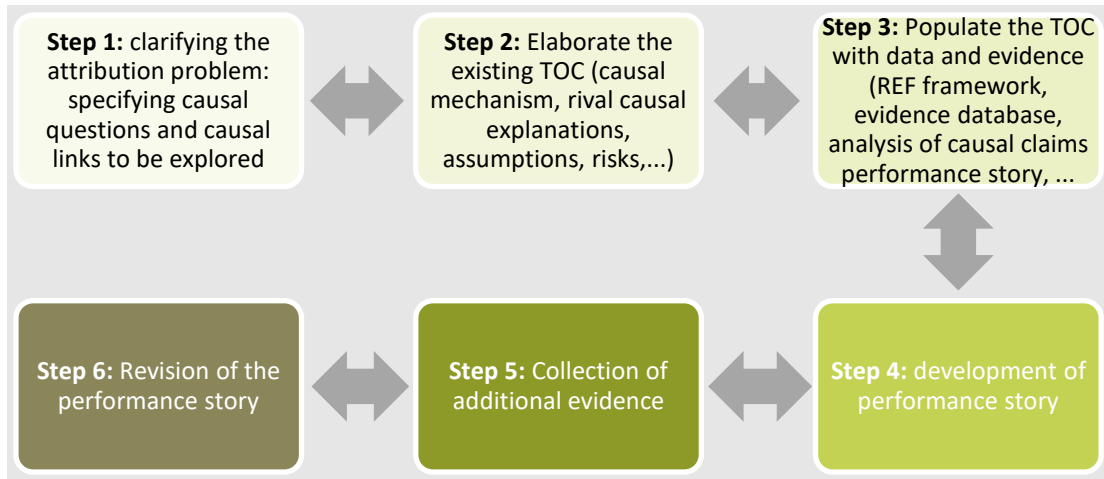 Step 1: clarifying the
attribution problem:
specifying causal
questions and causal
links to be explored
Step 2: Elaborate the
existing TOC (causal
mechanism, rival causal
explanations,
assumptions, risks,...)
Step 3: Populate the TOC
with data and evidence
(REF framework,
evidence database,
analysis of causal claims
performance story, ...
Step 4: development of
performance story
Step 5: Collection of
additional evidence
Step 6: Revision of the
performance story